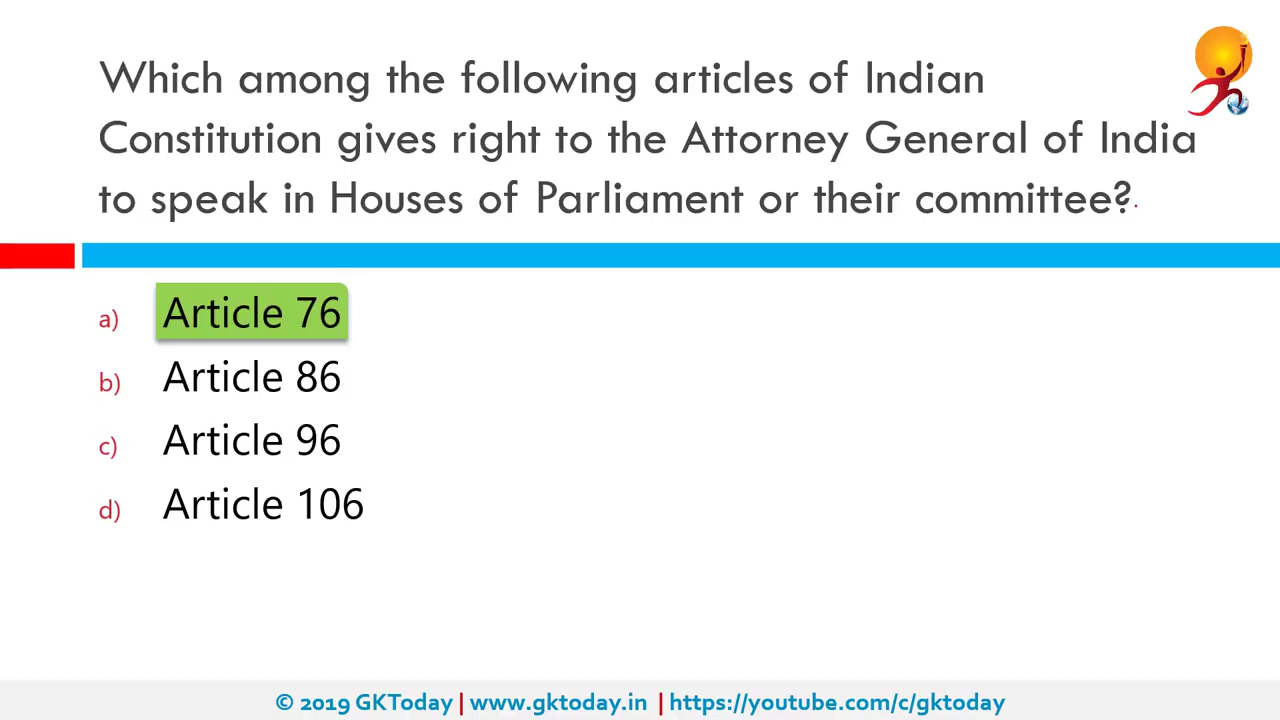 Which among the following articles of Indian
Constitution gives right to the Attorney General of India
to speak in Houses of Parliament or their committee?.
a) Article 76
b) Article 86
c) Article 96
d) Article 106
© 2019 GKToday | www.gktoday.in | https://youtube.com/c/gktoday